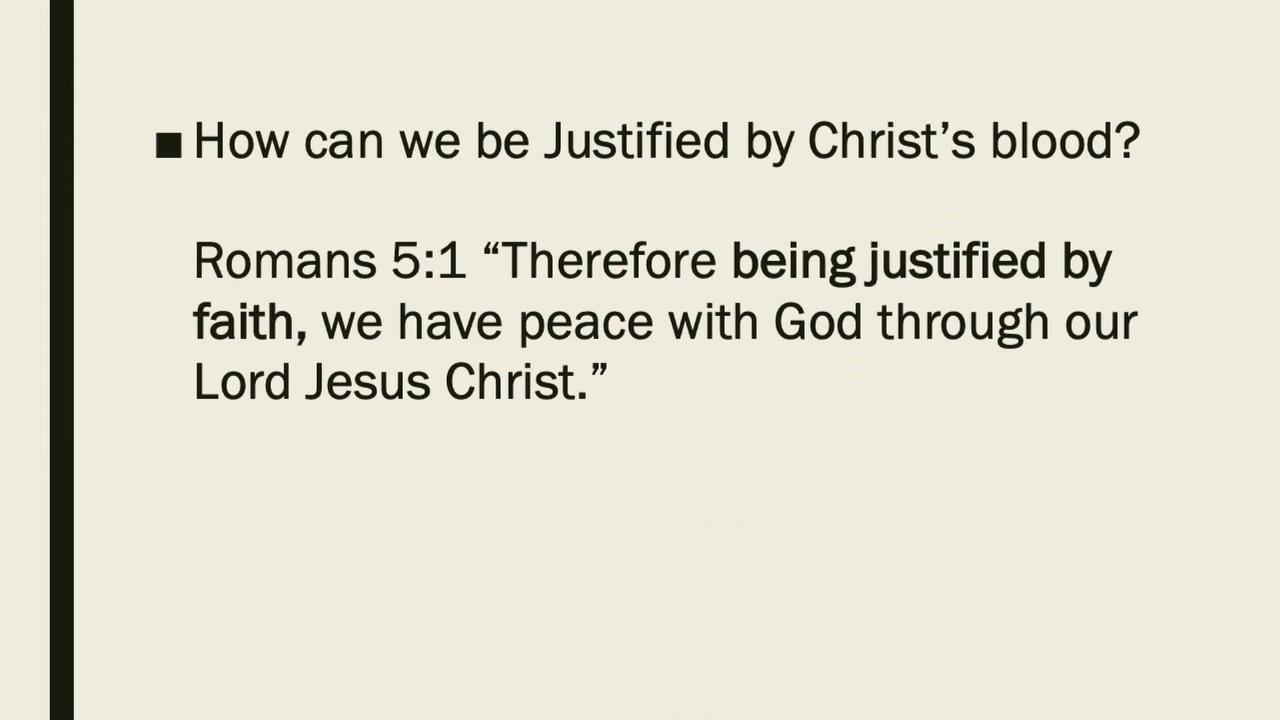 ■ How can we be Justified by Christ’s blood?
Romans 5:1 “Therefore being justified by
faith, we have peace with God through our
Lord Jesus Christ.”